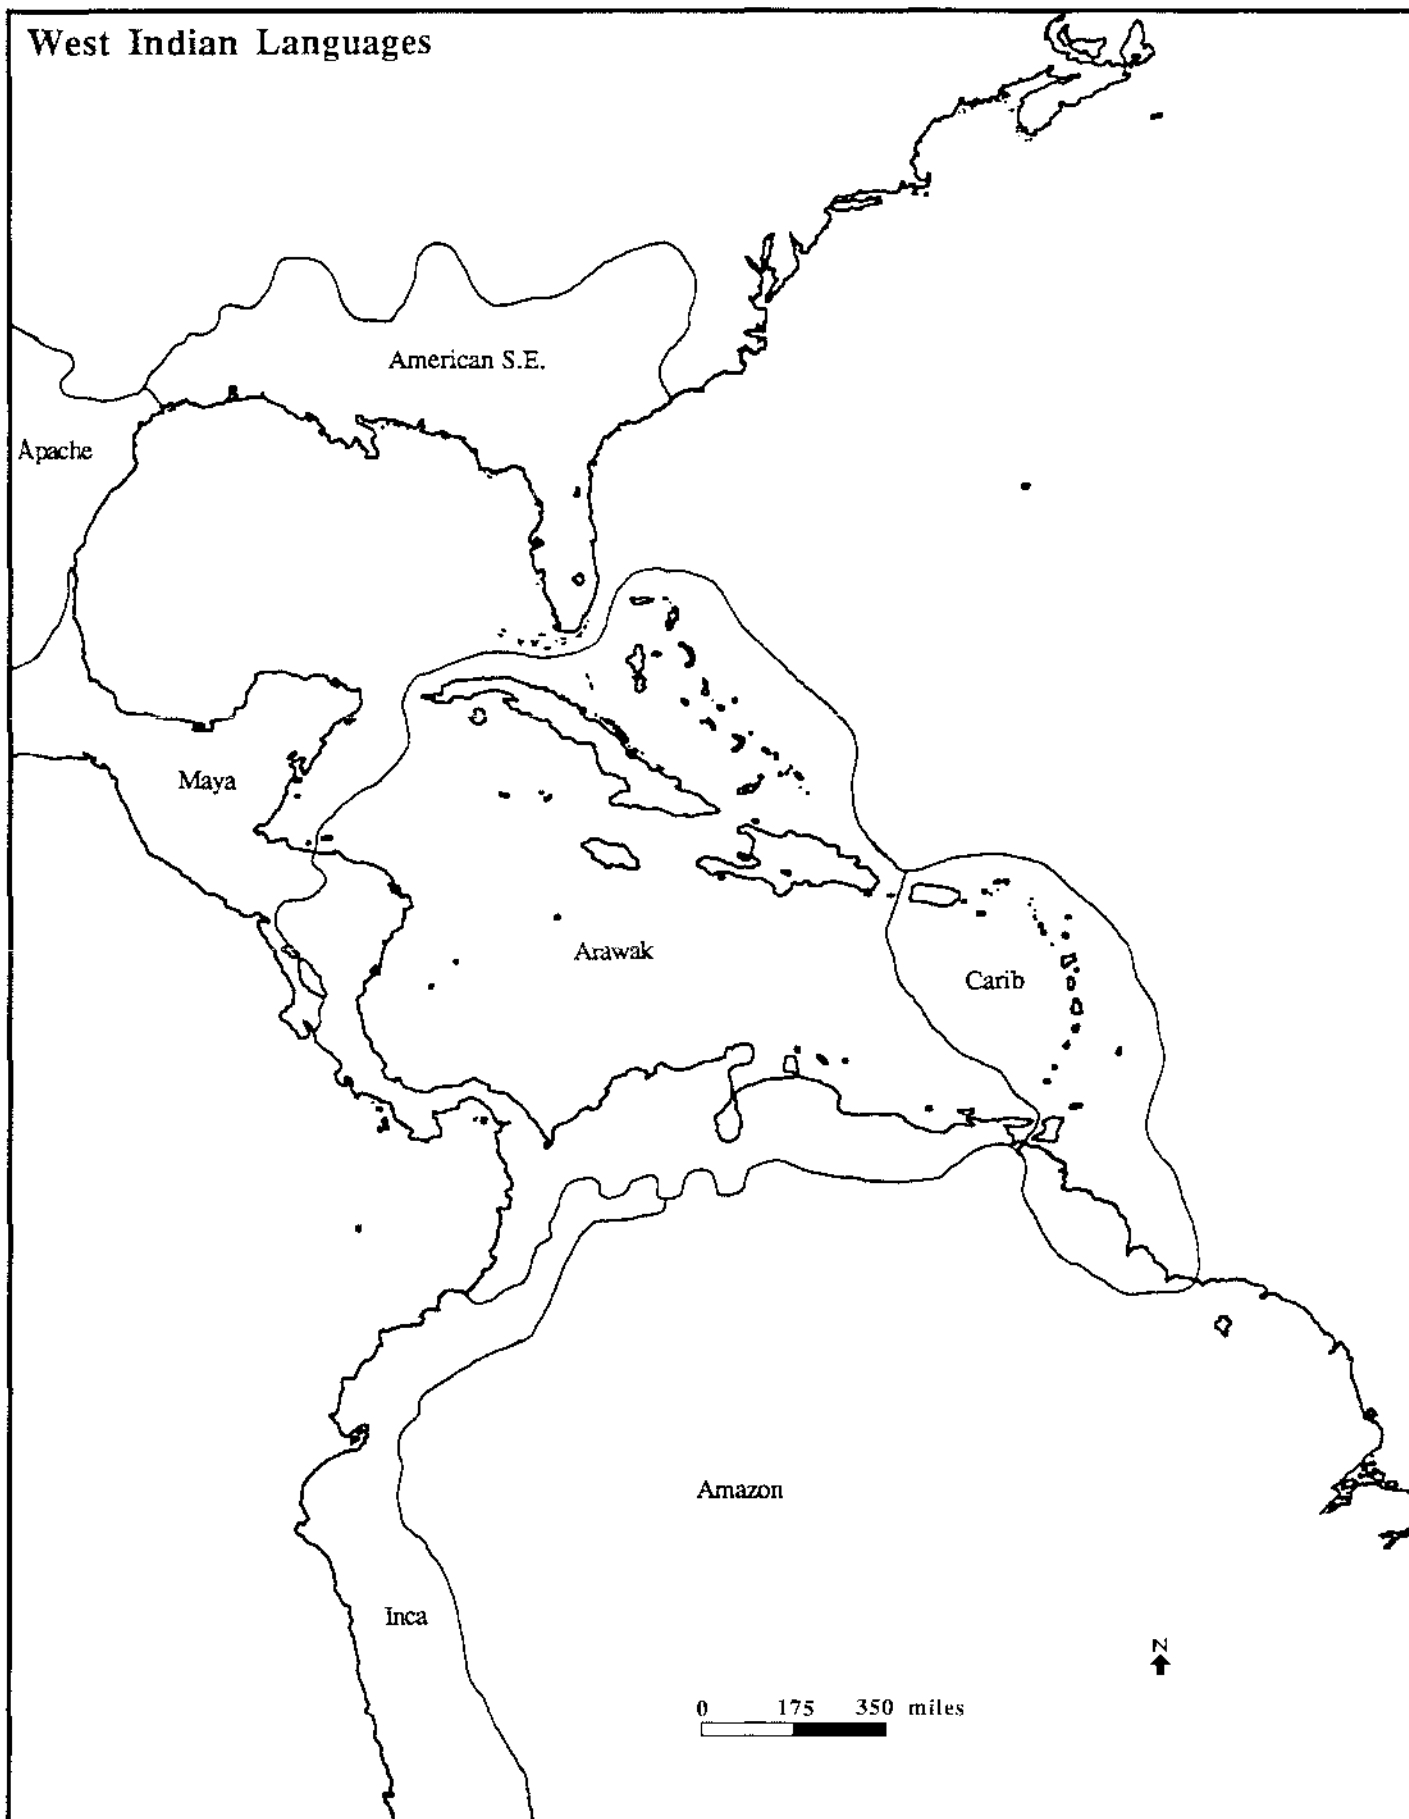 West Indian Languages
American S.E.
Apache
Maya
Arawak
Carib
Amazon
Inca
N
0 175 350 miles